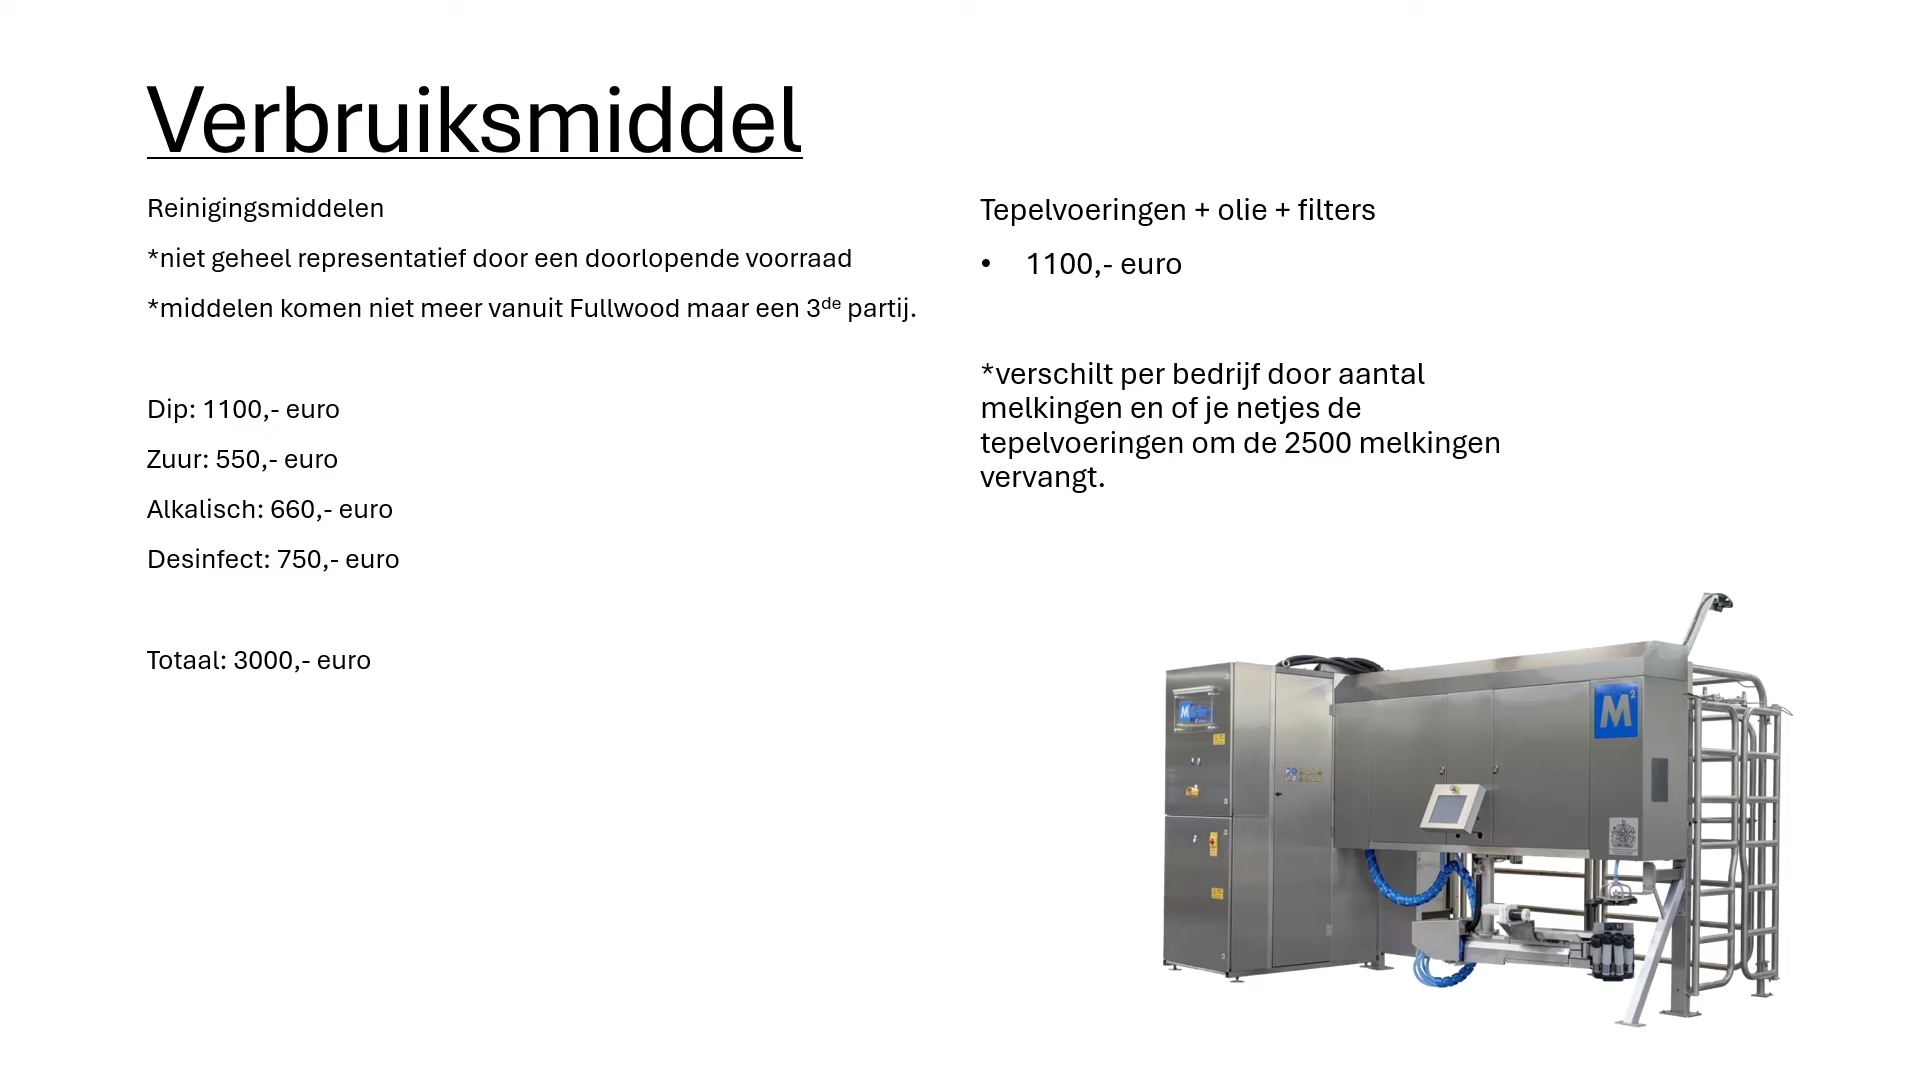 Verbruiksmiddel
Reinigingsmiddelen
*niet geheel representatief door een doorlopende voorraad
*middelen komen niet meer vanuit Fullwood maar een 3de partij.
Dip: 1100,- euro
Zuur: 550,- euro
Alkalisch: 660,- euro
Desinfect: 750,- euro
Totaal: 3000,- euro
Tepelvoeringen + olie + filters
• 1100,- euro
*verschilt per bedrijf door aantal
melkingen en of je netjes de
tepelvoeringen om de 2500 melkingen
vervangt.
M2